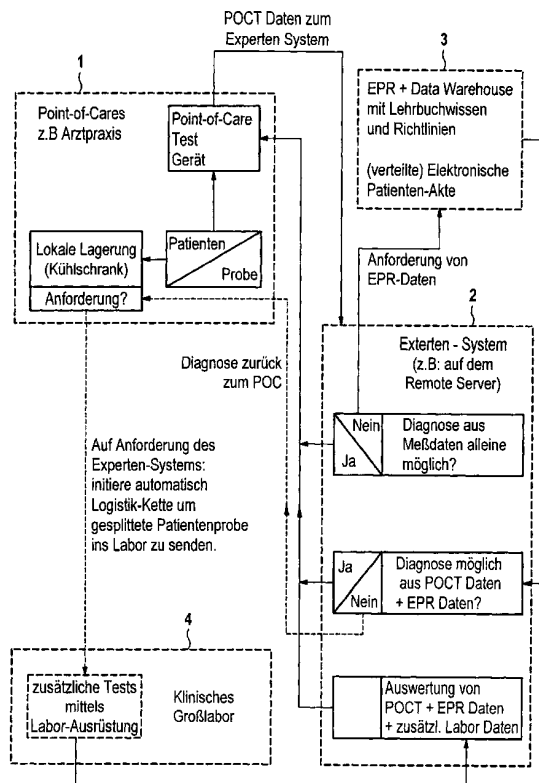 POCT Daten zum
Experten System
1
3
Point-of-Cares
z.B Arztpraxis
Point-of-Care
Test
Gerät
EPR + Data Warehouse
mit Lehrbuchwissen
und Richtlinien
(verteilte) Elektronische
Patienten-Akte
Lokale Lagerung
(Kühlschrank)
Anforderung?
Patienten
Probe
Anforderung von
EPR-Daten
2
Diagnose zurück
zum POC
Exterten - System
(z.B: auf dem
Remote Server)
Nein
Ja
Diagnose aus
Meßdaten alleine
möglich?
Auf Anforderung des
Experten-Systems:
initiere automatisch
Logistik-Kette um
gesplittete Patientenprobe
ins Labor zu senden.
Ja
Nein
Diagnose möglich
aus POCT Daten
+ EPR Daten?
4
zusätzliche Tests
mittels
Labor-Ausrüstung
Klinisches
Großlabor
Auswertung von
POCT + EPR Daten
+ zusätzl. Labor Daten